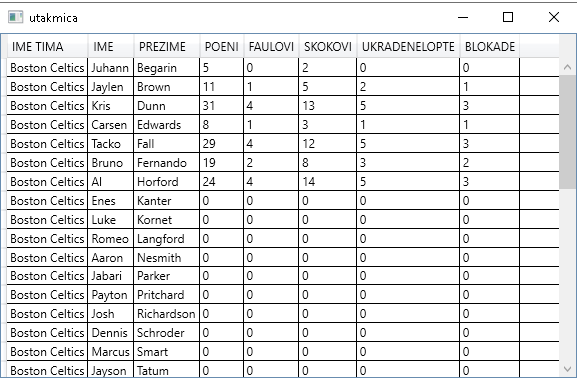 utakmica
IME TIMA IME PREZIME POENI FAULOVI SKOKOVI UKRADENELOPTE BLOKADE
Boston Celtics Juhann Begarin 5 0 2 0 0
Boston Celtics Jaylen Brown 11 1 5 2 1
Boston Celtics Kris Dunn 31 4 13 5 3
Boston Celtics Carsen Edwards 8 1 3 1 1
Boston Celtics Tacko Fall 29 4 12 5 3
Boston Celtics Bruno Fernando 19 2 8 3 2
Boston Celtics Al Horford 24 4 14 5 3
Boston Celtics Enes Kanter 0 0 0 0 0
Boston Celtics Luke Kornet 0 0 0 0 0
Boston Celtics Romeo Langford 0 0 0 0 0
Boston Celtics Aaron Nesmith 0 0 0 0 0
Boston Celtics Jabari Parker 0 0 0 0 0
Boston Celtics Payton Pritchard 0 0 0 0 0
Boston Celtics Josh Richardson 0 0 0 0 0
Boston Celtics Dennis Schroder 0 0 0 0 0
Boston Celtics Marcus Smart 0 0 0 0 0
Boston Celtics Jayson Tatum 0 0 0 0 0